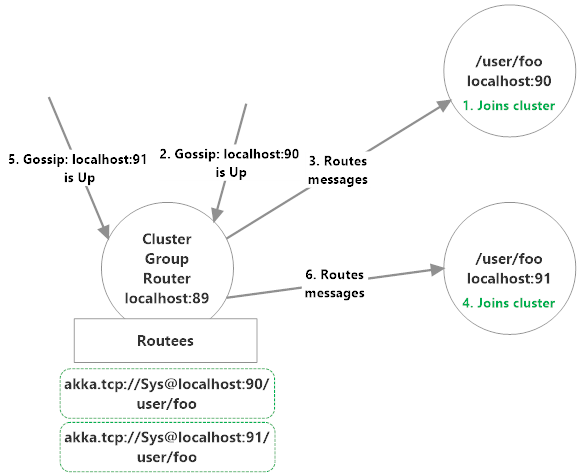 /user/foo
localhost:90
1. Joins cluster
5. Gossip: localhost:91
is Up
2. Gossip: localhost:90
is Up
3. Routes
messages
Cluster
Group
Router
localhost:89
6. Routes
messages
/user/foo
localhost:91
4. Joins cluster
Routees
akka.tcp://Sys@localhost:90/
user/foo
akka.tcp://Sys@localhost:91/
user/foo